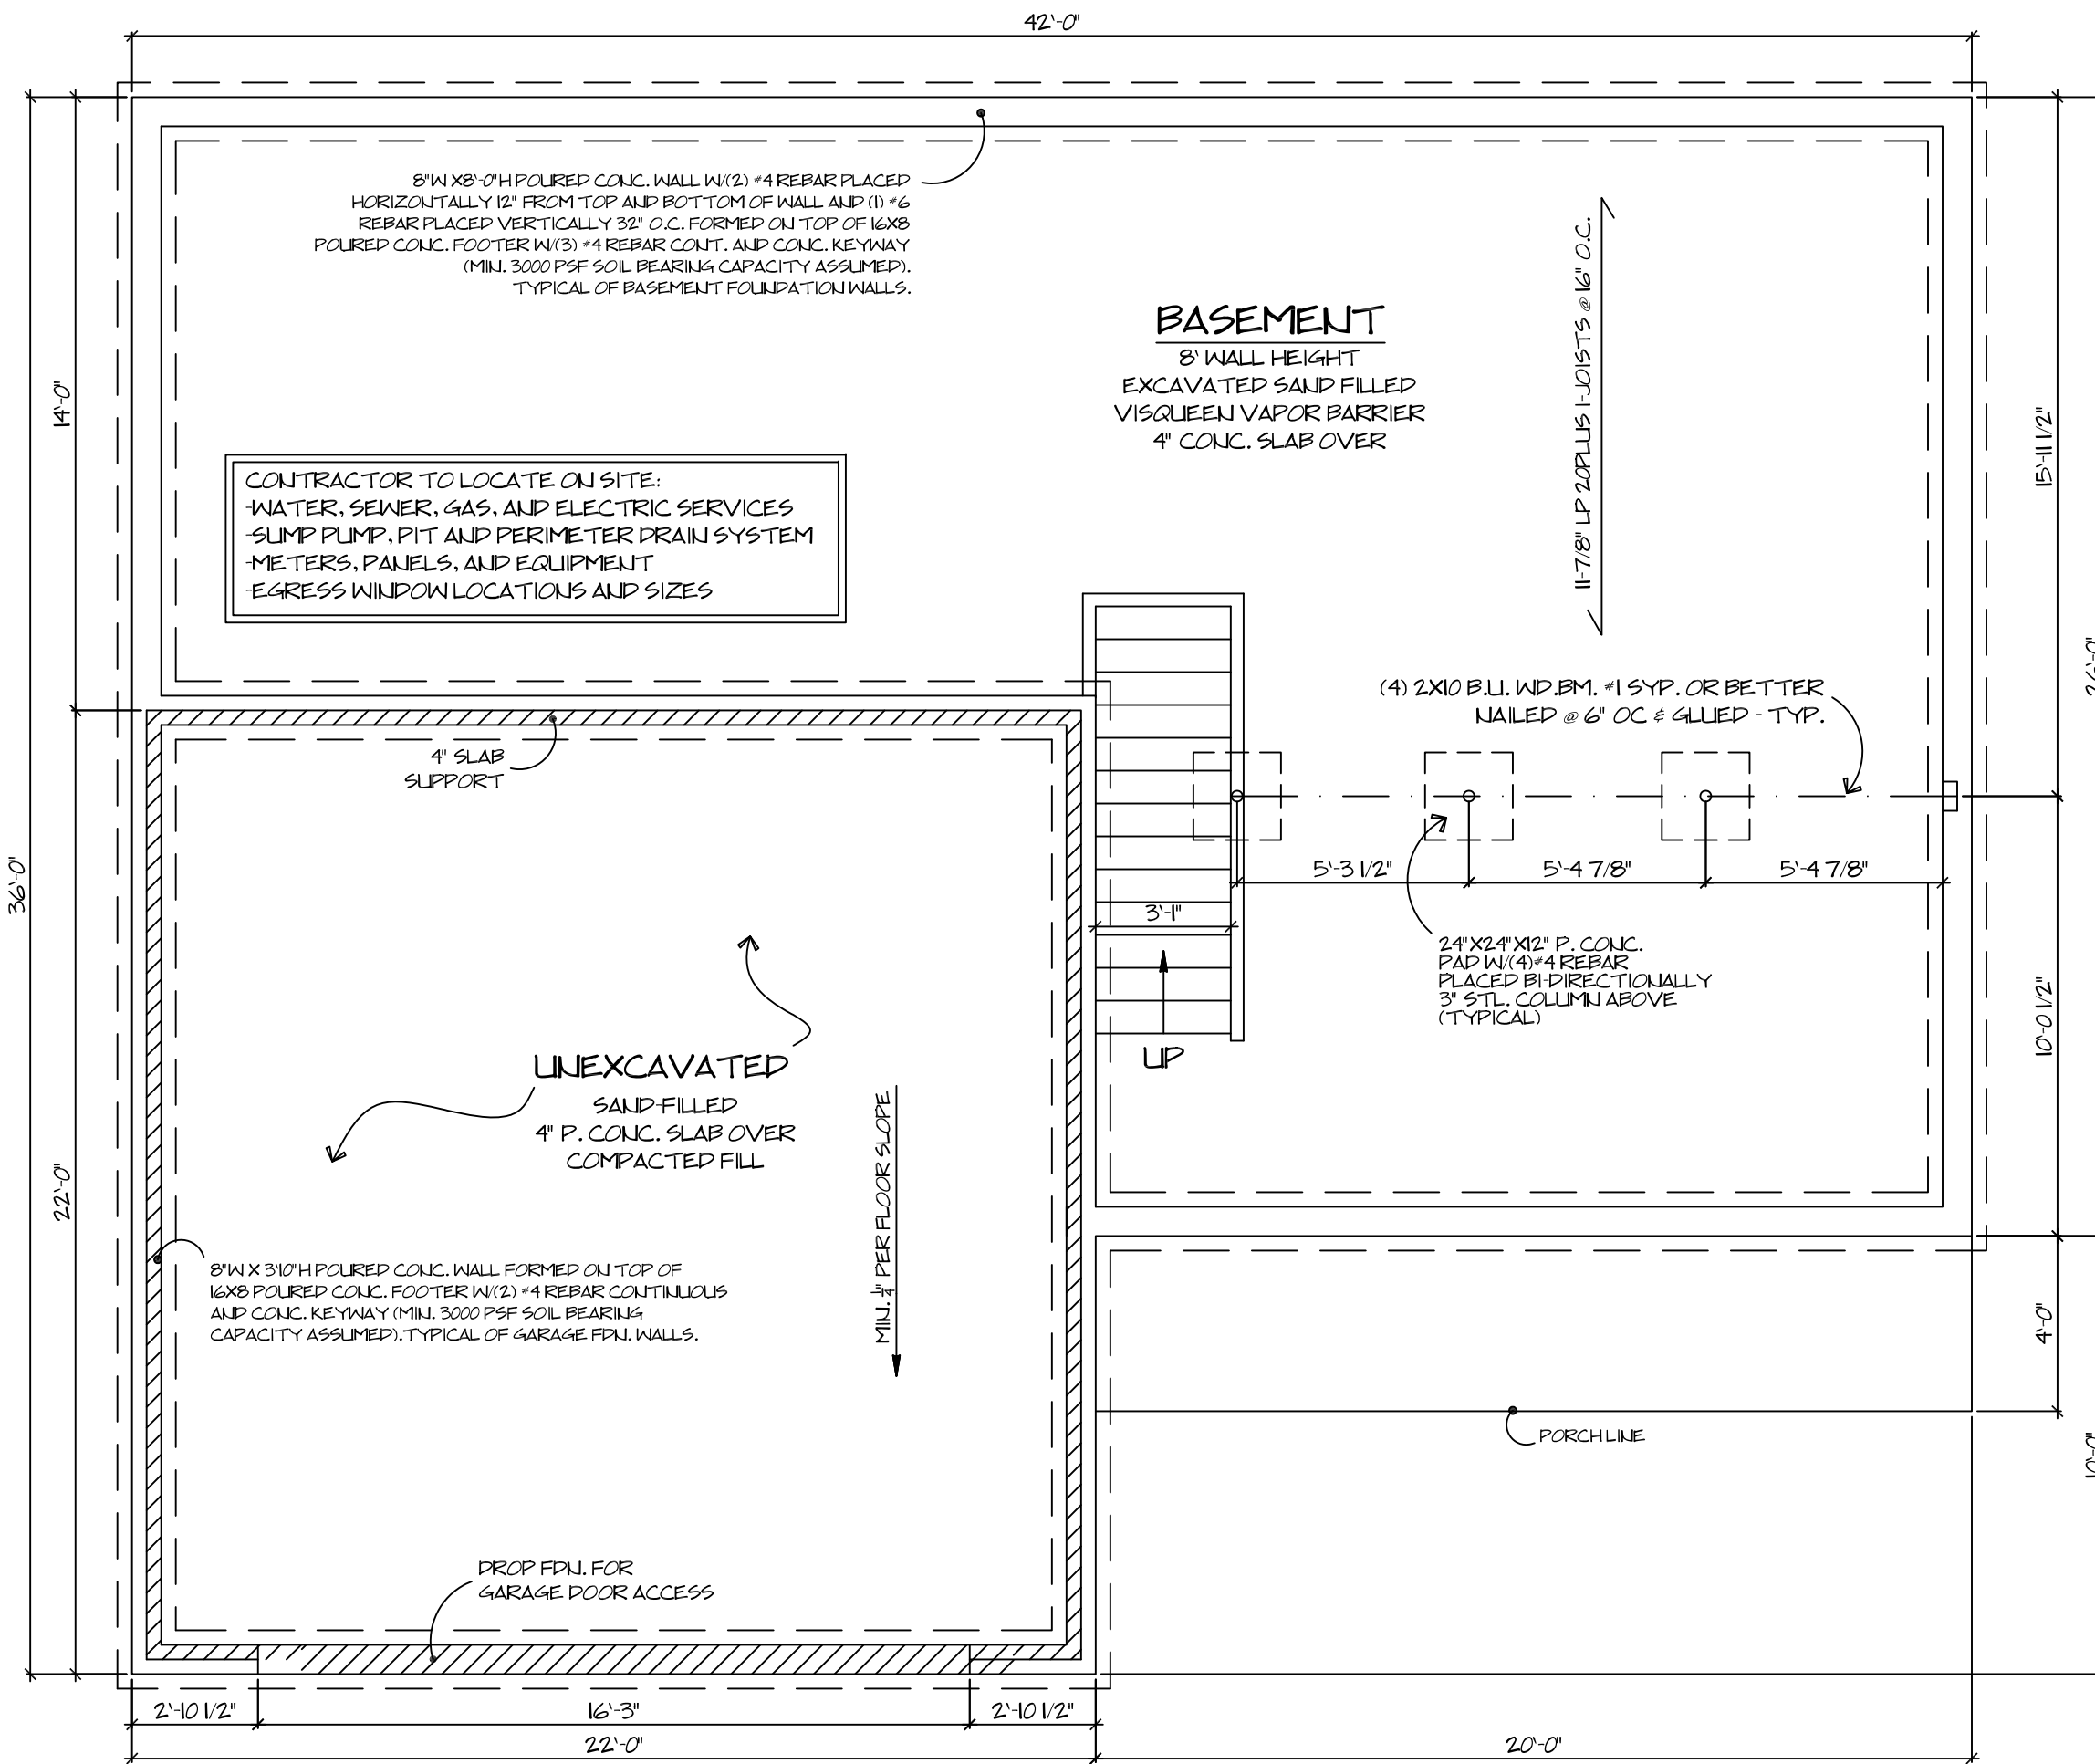 42'-0"
8"W X8'-0"H POURED CONC. WALL W/(2) #4 REBAR PLACED
HORIZONTALLY 12" FROM TOP AND BOTTOM OF WALL AND (1) #6
REBAR PLACED VERTICALLY 32" O.C. FORMED ON TOP OF 16X8
POURED CONC. FOOTER W/(3) #4 REBAR CONT. AND CONC. KEYWAY
(MIN. 3000 PSF SOIL BEARING CAPACITY ASSUMED).
TYPICAL OF BASEMENT FOUNDATION WALLS.
BASEMENT
8' WALL HEIGHT
EXCAVATED SAND FILLED
VISQUEEN VAPOR BARRIER
4" CONC. SLAB OVER
11-7/8" LP 20PLUS I-JOISTS @ 16" O.C.
14'-0"
15'-11 1/2"
CONTRACTOR TO LOCATE ON SITE:
-WATER, SEWER, GAS, AND ELECTRIC SERVICES
-SUMP PUMP, PIT AND PERIMETER DRAIN SYSTEM
-METERS, PANELS, AND EQUIPMENT
-EGRESS WINDOW LOCATIONS AND SIZES
26'-0"
(4) 2X10 B.U. WD.BM. #1 SYP. OR BETTER
NAILED @ 6" OC & GLUED - TYP.
4" SLAB
SUPPORT
36'-0"
5'-3 1/2"
5'-4 7/8"
5'-4 7/8"
3'-1"
24"X24"X12" P. CONC.
PAD W/(4)#4 REBAR
PLACED BI-DIRECTIONALLY
3" STL. COLUMN ABOVE
(TYPICAL)
10'-0 1/2"
UP
UNEXCAVATED
SAND-FILLED
4" P. CONC. SLAB OVER
COMPACTED FILL
MIN. 1/4" PER FLOOR SLOPE
22'-0"
8"W X 3'10"H POURED CONC. WALL FORMED ON TOP OF
16X8 POURED CONC. FOOTER W/(2) #4 REBAR CONTINUOUS
AND CONC. KEYWAY (MIN. 3000 PSF SOIL BEARING
CAPACITY ASSUMED).TYPICAL OF GARAGE FDN. WALLS.
4'-0"
PORCH LINE
10'-0"
DROP FDN. FOR
GARAGE DOOR ACCESS
2'-10 1/2"
16'-3"
2'-10 1/2"
22'-0"
20'-0"